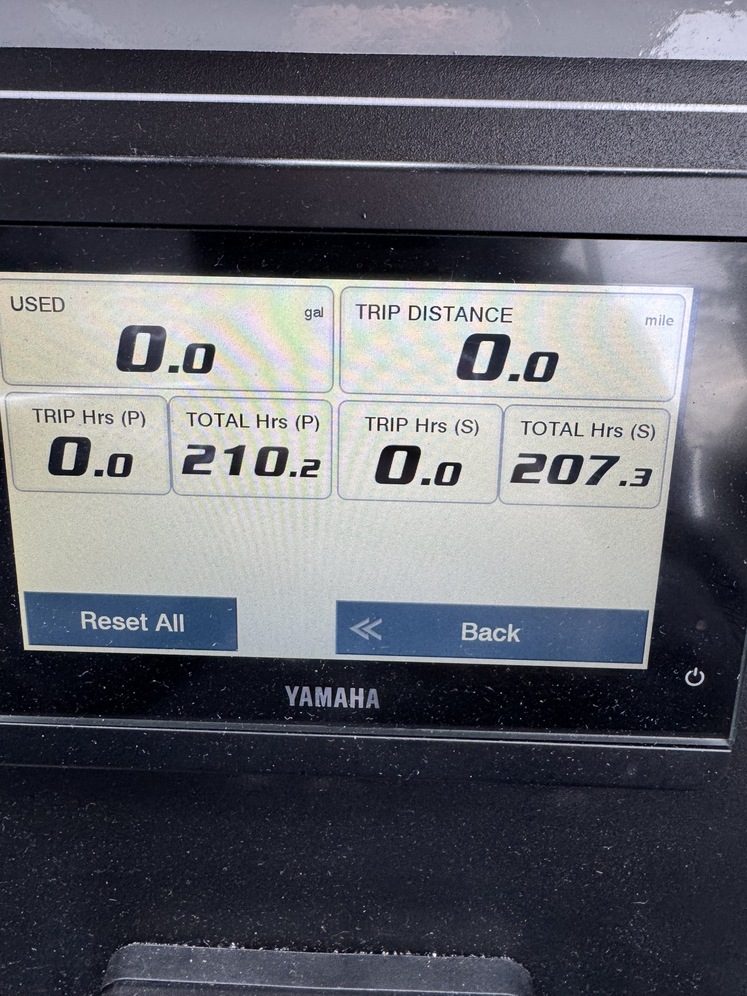 USED gal TRIP DISTANCE mile
0.0 0.0
TRIP Hrs (P) TOTAL Hrs (P) TRIP Hrs (S) TOTAL Hrs (S)
0.0 210.2 0.0 207.3
Reset All Back
YAMAHA